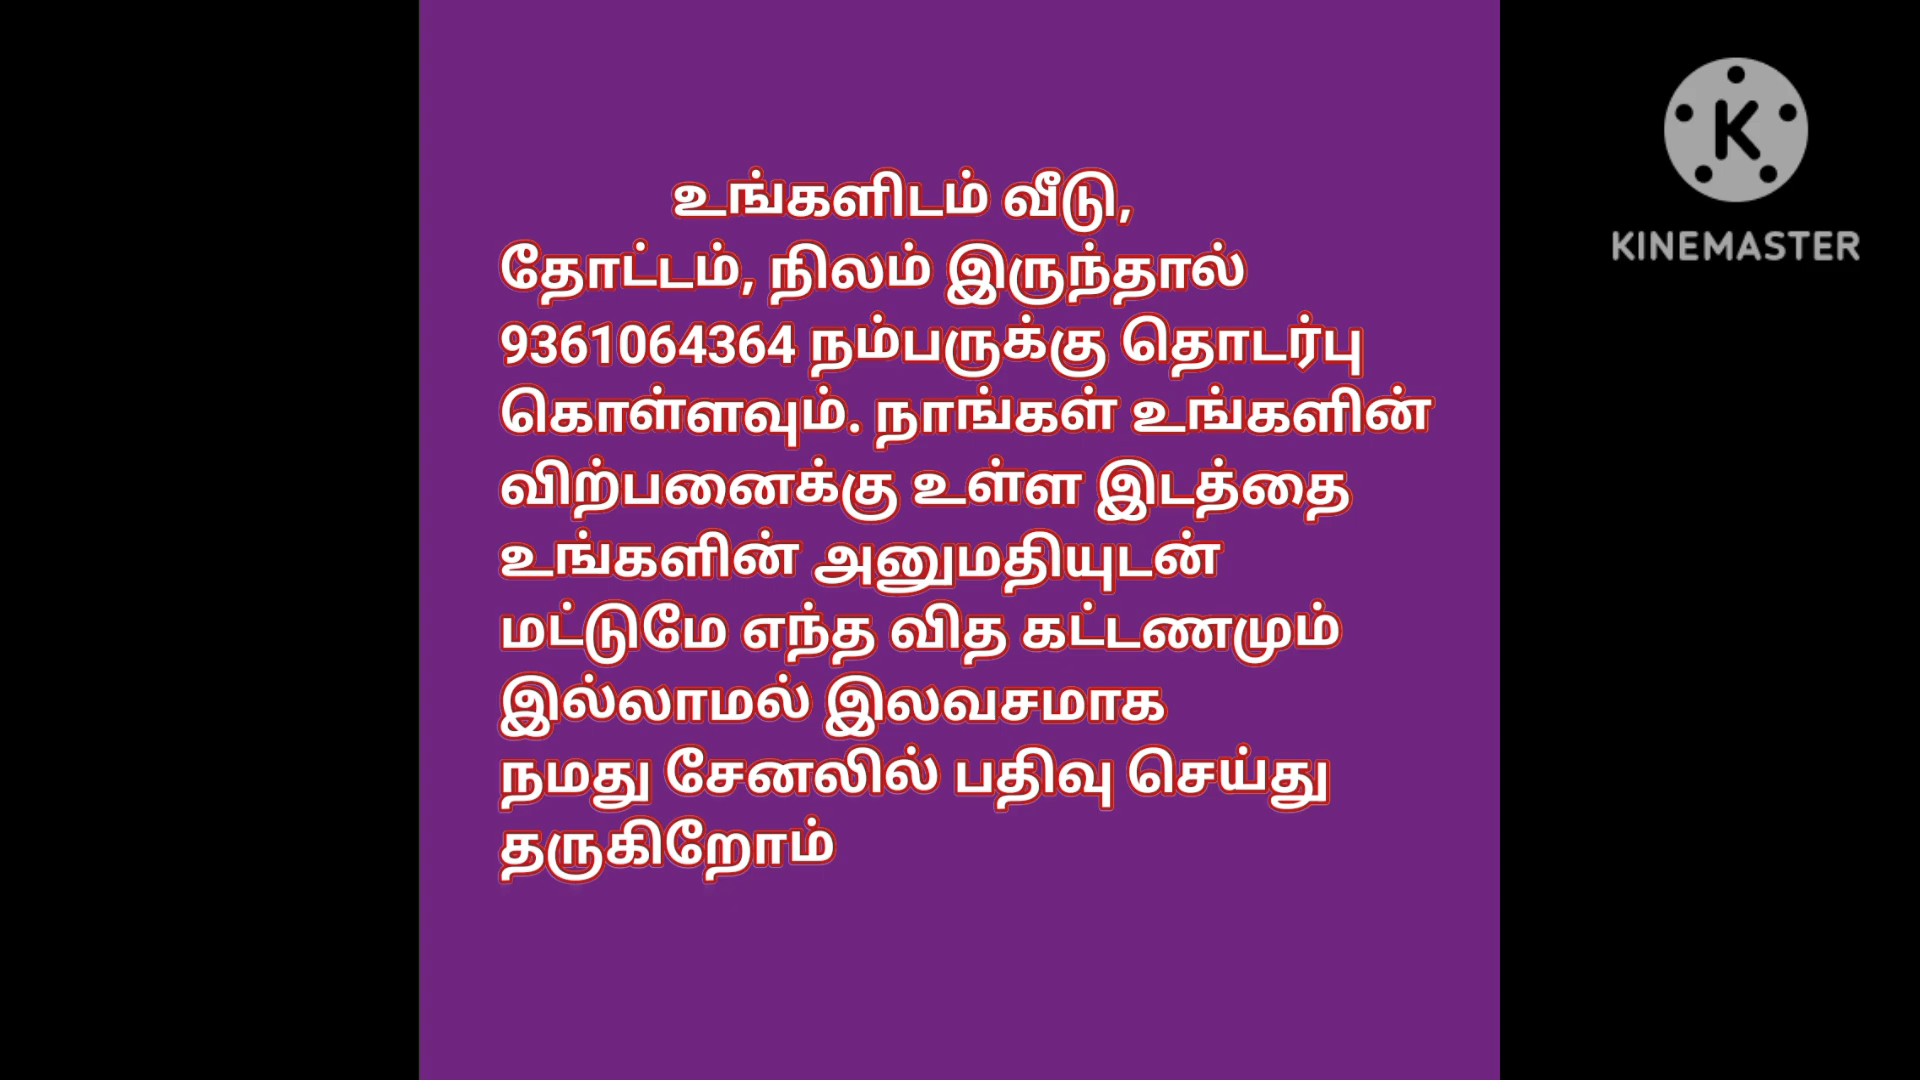 உங்களிடம் வீடு,
தோட்டம், நிலம் இருந்தால்
9361064364 நம்பருக்கு தொடர்பு
கொள்ளவும். நாங்கள் உங்களின்
விற்பனைக்கு உள்ள இடத்தை
உங்களின் அனுமதியுடன்
மட்டுமே எந்த வித கட்டணமும்
இல்லாமல் இலவசமாக
நமது சேனலில் பதிவு செய்து
தருகிறோம்
K
KINEMASTER